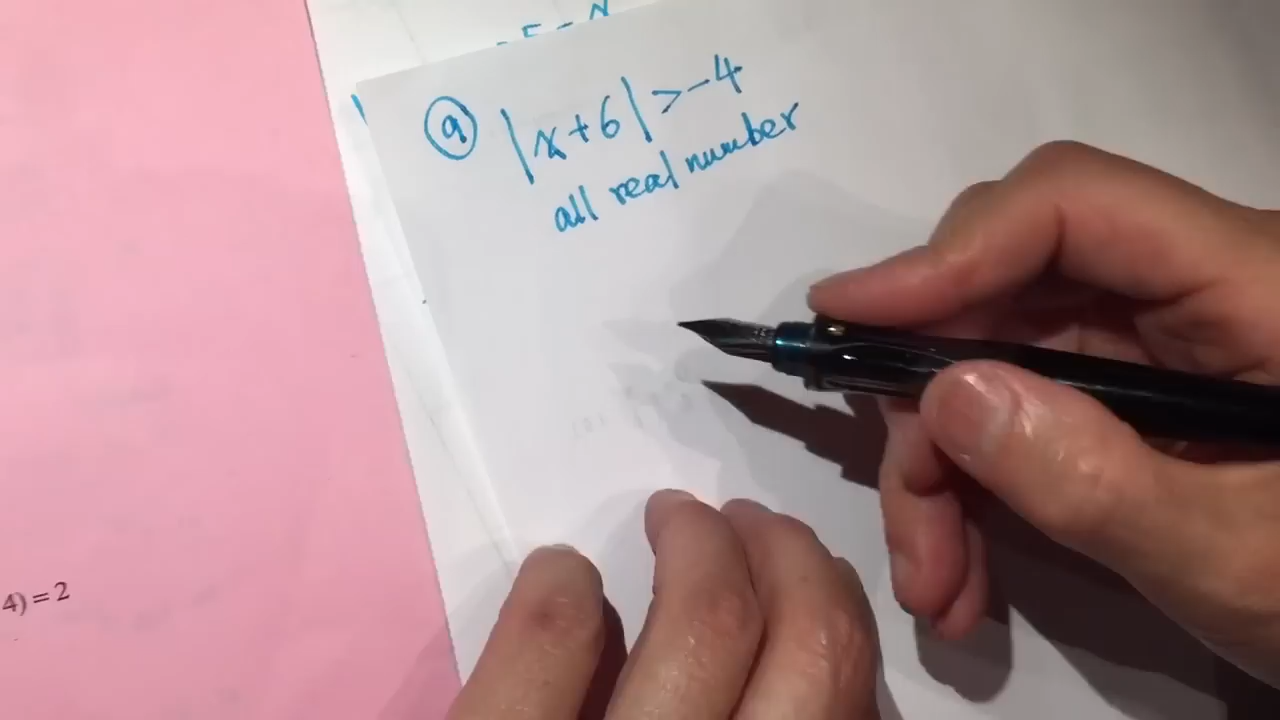 ⑨ |x+6|>-4
all real number
4)=2